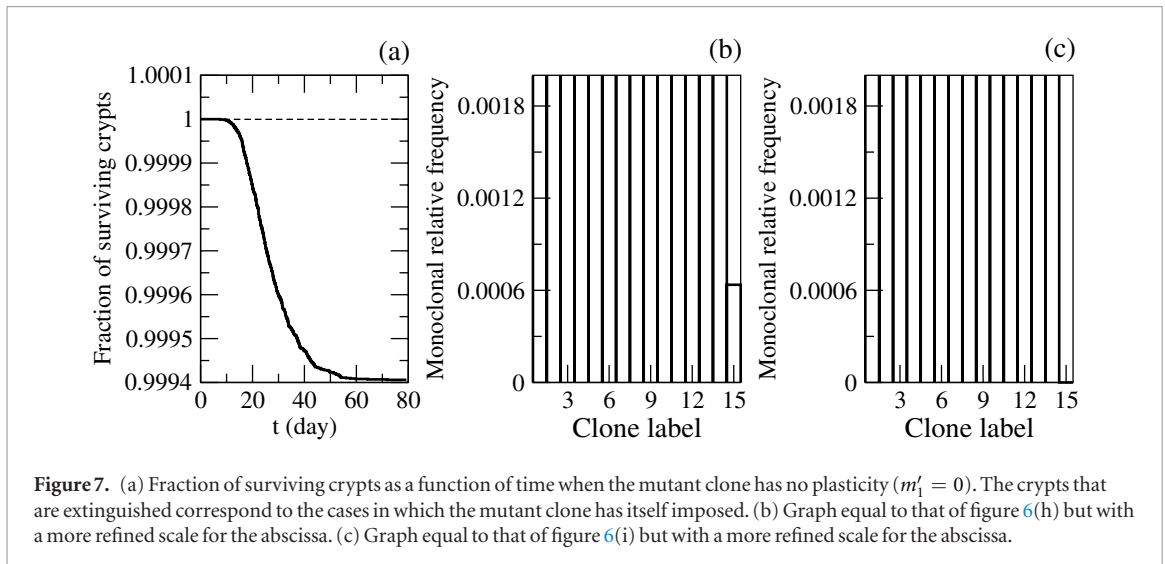 (a)
(b)
(c)
Fraction of surviving crypts
1.0001
1
0.9999
0.9998
0.9997
0.9996
0.9995
0.9994
0 20 40 60 80
t (day)
Monoclonal relative frequency
0.0018
0.0012
0.0006
0
3 6 9 12 15
Clone label
Monoclonal relative frequency
0.0018
0.0012
0.0006
0
3 6 9 12 15
Clone label
Figure 7. (a) Fraction of surviving crypts as a function of time when the mutant clone has no plasticity (m′₁ = 0). The crypts that
are extinguished correspond to the cases in which the mutant clone has itself imposed. (b) Graph equal to that of figure 6(h) but with
a more refined scale for the abscissa. (c) Graph equal to that of figure 6(i) but with a more refined scale for the abscissa.